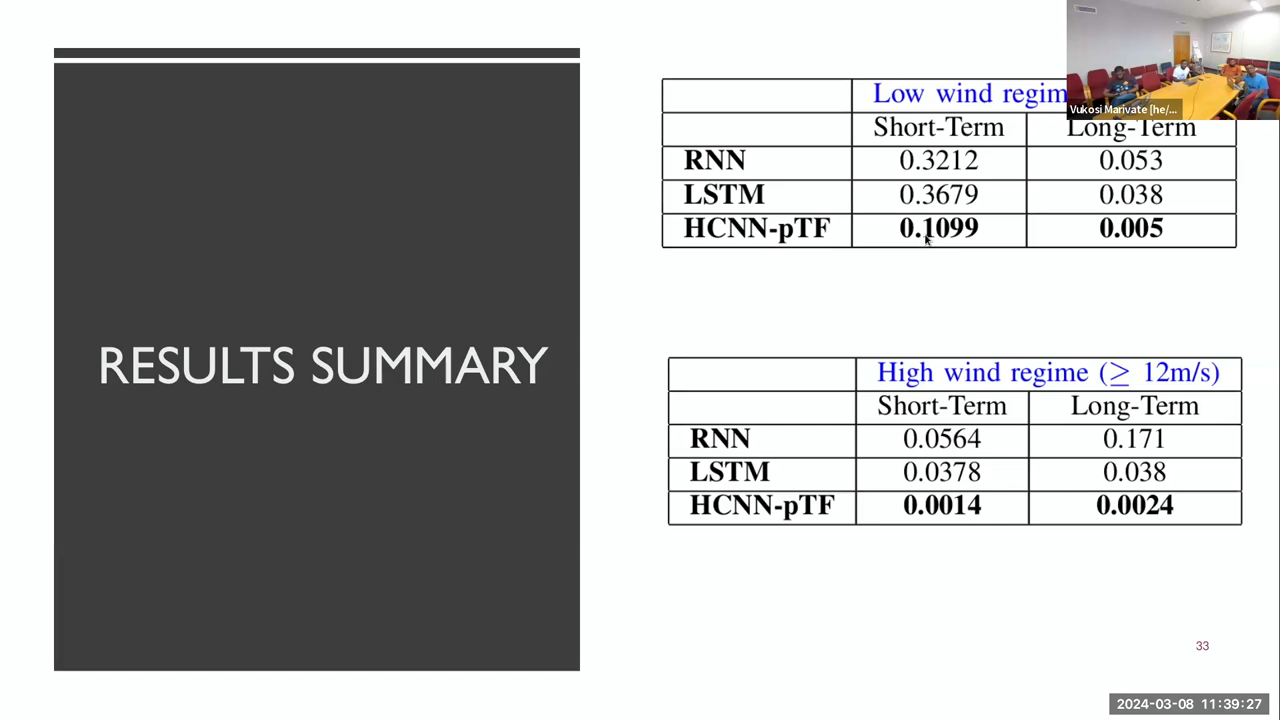 RESULTS SUMMARY
Low wind regim
Short-Term Long-Term
RNN 0.3212 0.053
LSTM 0.3679 0.038
HCNN-pTF 0.1099 0.005
High wind regime (≥ 12m/s)
Short-Term Long-Term
RNN 0.0564 0.171
LSTM 0.0378 0.038
HCNN-pTF 0.0014 0.0024
Vukosi Marivate [he/...
33
2024-03-08 11:39:27